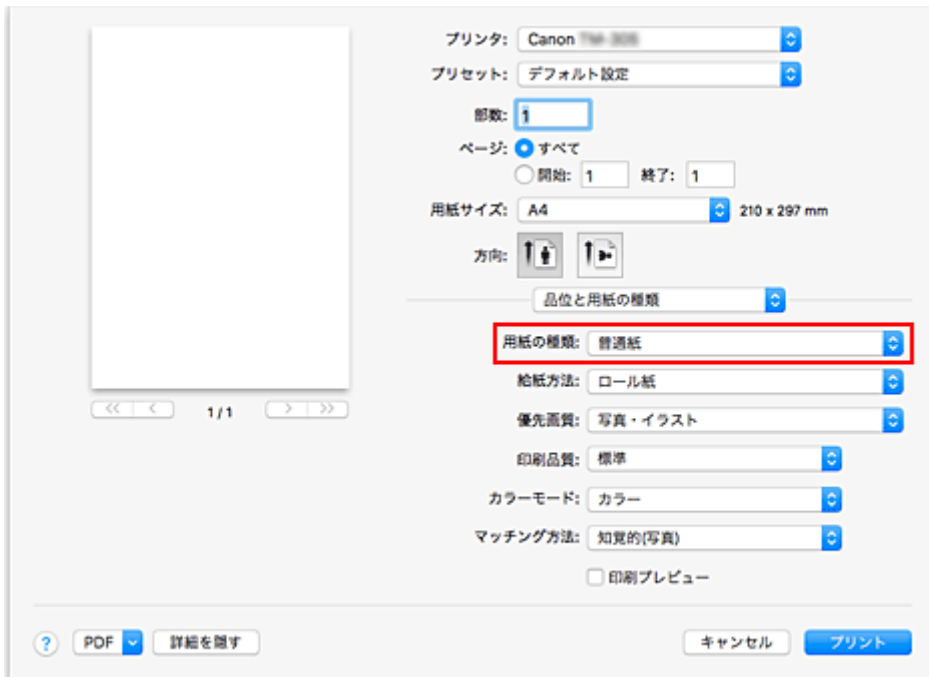 プリンタ: Canon
プリセット: デフォルト設定
部数: 1
ページ: すべて
開始: 1 終了: 1
用紙サイズ: A4 210 x 297 mm
方向:
品位と用紙の種類
用紙の種類: 普通紙
給紙方法: ロール紙
優先画質: 写真・イラスト
印刷品質: 標準
カラーモード: カラー
マッチング方法: 知覚的(写真)
印刷プレビュー
<< < 1/1 > >>
? PDF 詳細を隠す キャンセル プリント